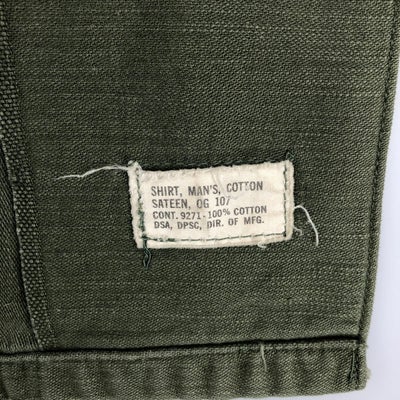 SHIRT, MAN'S, COTTON
SATEEN, OG 107
CONT. 9271-100% COTTON
DSA, DPSC, DIR. OF MFG.